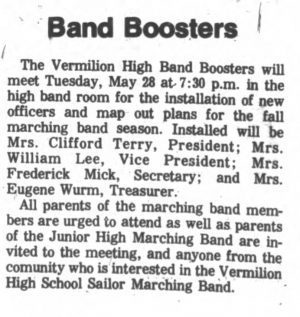 Band Boosters
The Vermilion High Band Boosters will
meet Tuesday, May 28 at 7:30 p.m. in the
high band room for the installation of new
officers and map out plans for the fall
marching band season. Installed will be
Mrs. Clifford Terry, President; Mrs.
William Lee, Vice President; Mrs.
Frederick Mick, Secretary; and Mrs.
Eugene Wurm, Treasurer.
All parents of the marching band mem-
bers are urged to attend as well as parents
of the Junior High Marching Band are in-
vited to the meeting, and anyone from the
comunity who is interested in the Vermilion
High School Sailor Marching Band.